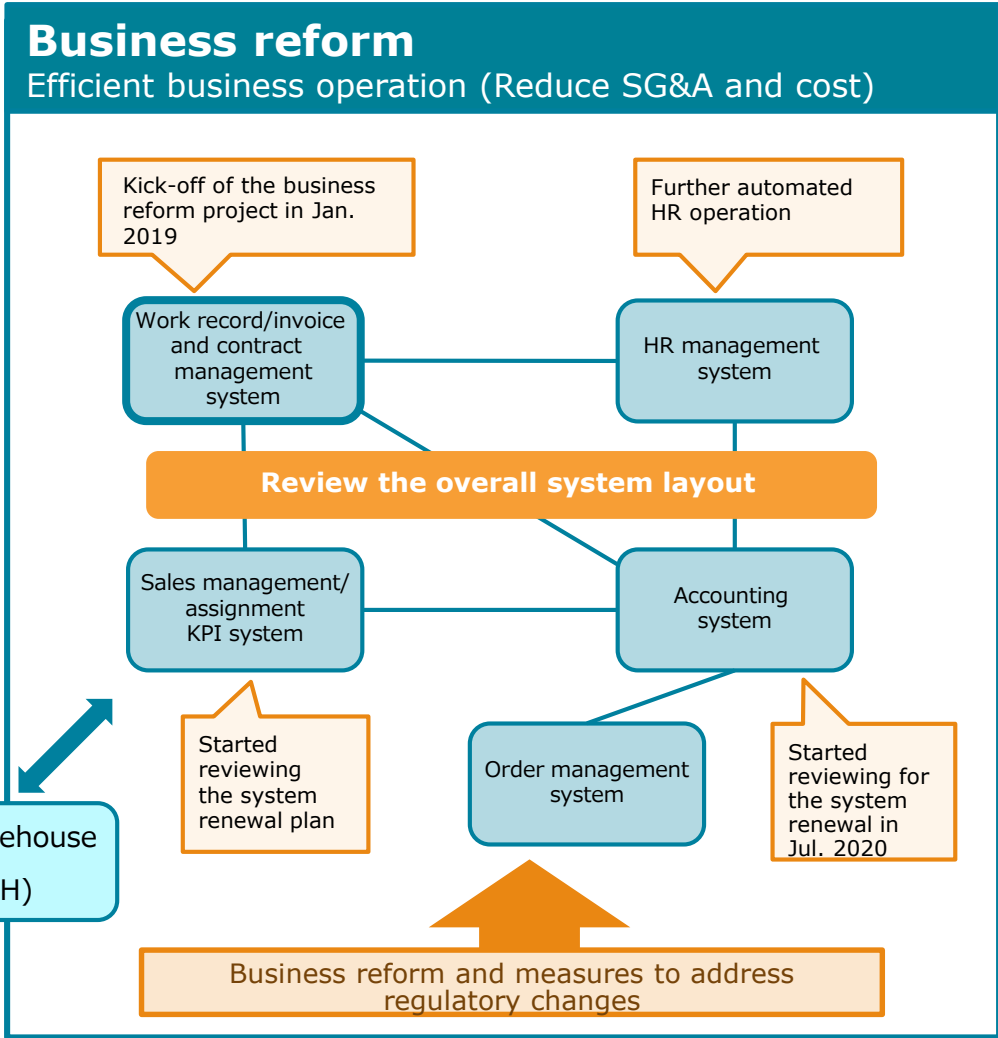 Business reform
Efficient business operation (Reduce SG&A and cost)
Kick-off of the business
reform project in Jan.
2019
Further automated
HR operation
Work record/invoice
and contract
management
system
HR management
system
Review the overall system layout
Sales management/
assignment
KPI system
Accounting
system
Started
reviewing
the system
renewal plan
Order management
system
Started
reviewing for
the system
renewal in
Jul. 2020
rehouse
H)
Business reform and measures to address
regulatory changes